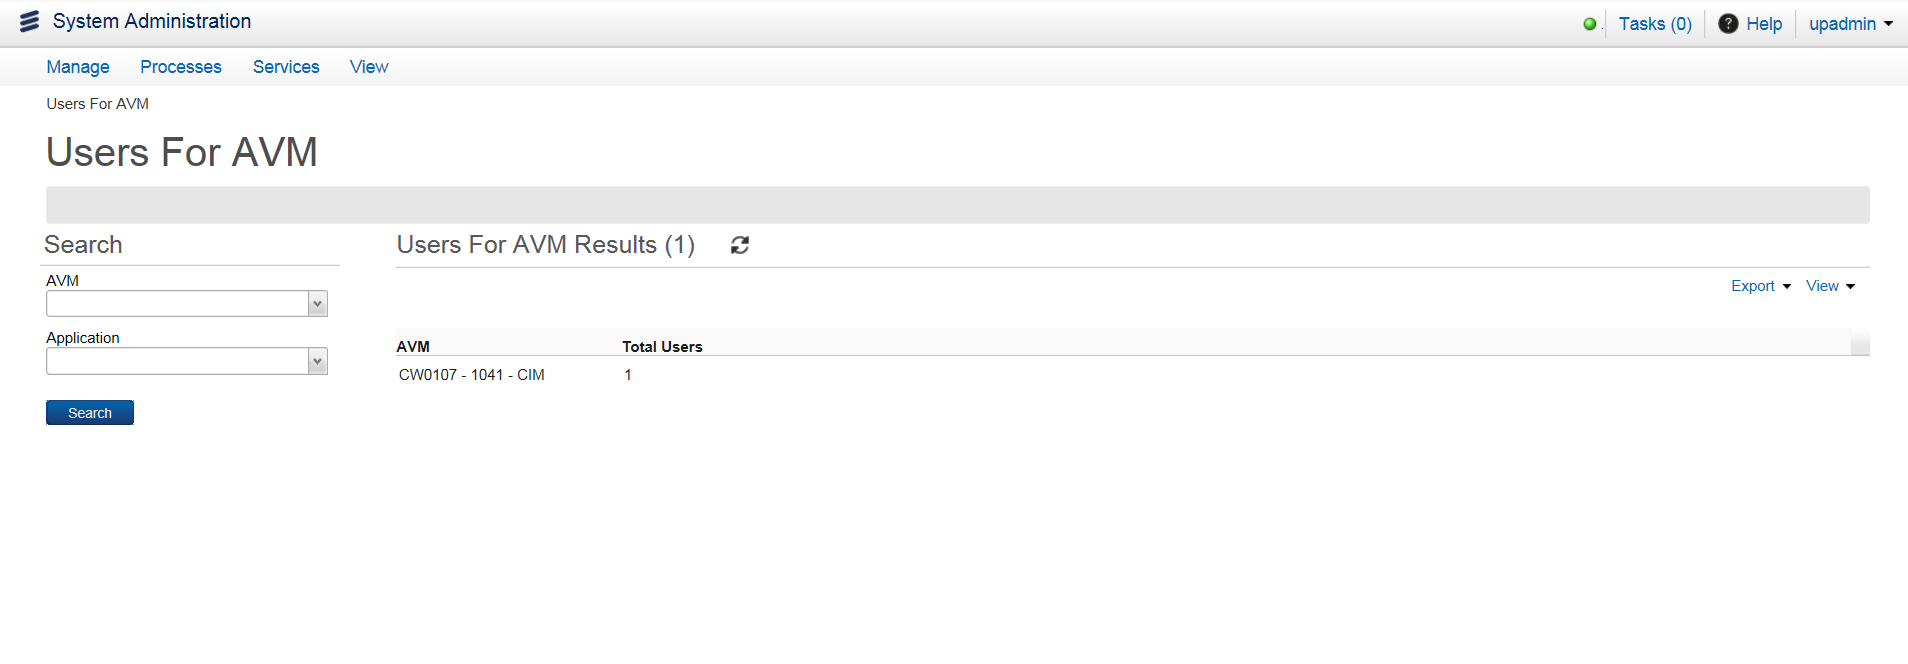 System Administration
. Tasks (0) ? Help upadmin
Manage Processes Services View
Users For AVM
Users For AVM
Search
AVM
Application
Search
Users For AVM Results (1)
Export View
AVM Total Users
CW0107 - 1041 - CIM 1